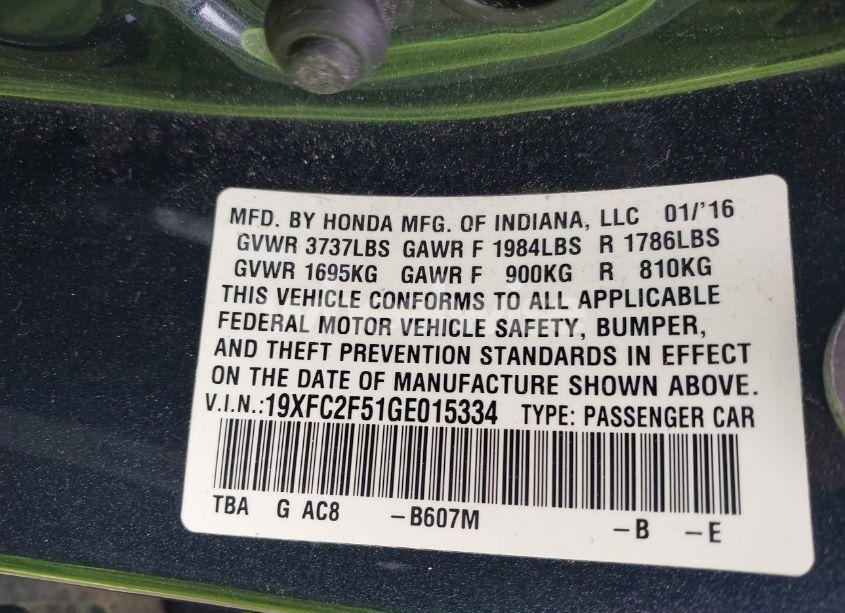 MFD. BY HONDA MFG. OF INDIANA, LLC 01/'16
GVWR 3737LBS GAWR F 1984LBS R 1786LBS
GVWR 1695KG GAWR F 900KG R 810KG
THIS VEHICLE CONFORMS TO ALL APPLICABLE
FEDERAL MOTOR VEHICLE SAFETY, BUMPER,
AND THEFT PREVENTION STANDARDS IN EFFECT
ON THE DATE OF MANUFACTURE SHOWN ABOVE.
V.I.N.:19XFC2F51GE015334 TYPE: PASSENGER CAR
TBA G AC8 -B607M -B -E